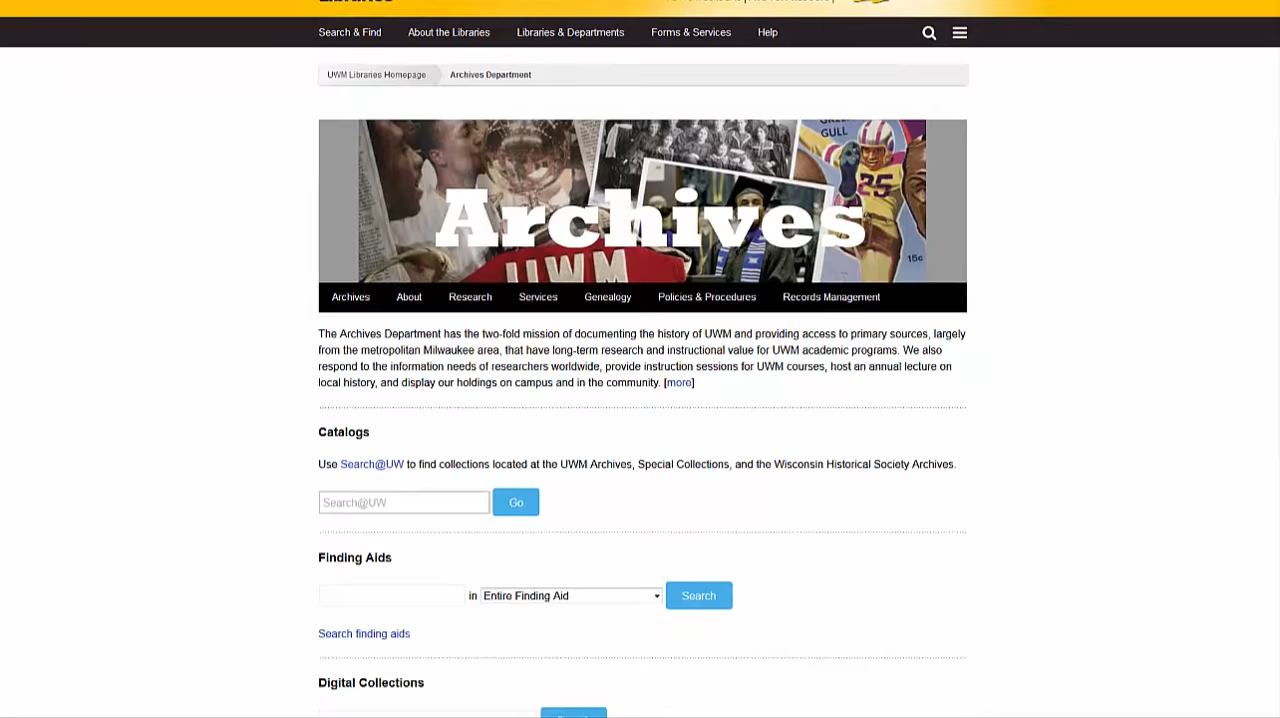 Search & Find About the Libraries Libraries & Departments Forms & Services Help
UWM Libraries Homepage Archives Department
GULL
25
Archives
UWM
15c
Archives About Research Services Genealogy Policies & Procedures Records Management
The Archives Department has the two-fold mission of documenting the history of UWM and providing access to primary sources, largely
from the metropolitan Milwaukee area, that have long-term research and instructional value for UWM academic programs. We also
respond to the information needs of researchers worldwide, provide instruction sessions for UWM courses, host an annual lecture on
local history, and display our holdings on campus and in the community. [more]
Catalogs
Use Search@UW to find collections located at the UWM Archives, Special Collections, and the Wisconsin Historical Society Archives.
Search@UW Go
Finding Aids
in Entire Finding Aid Search
Search finding aids
Digital Collections